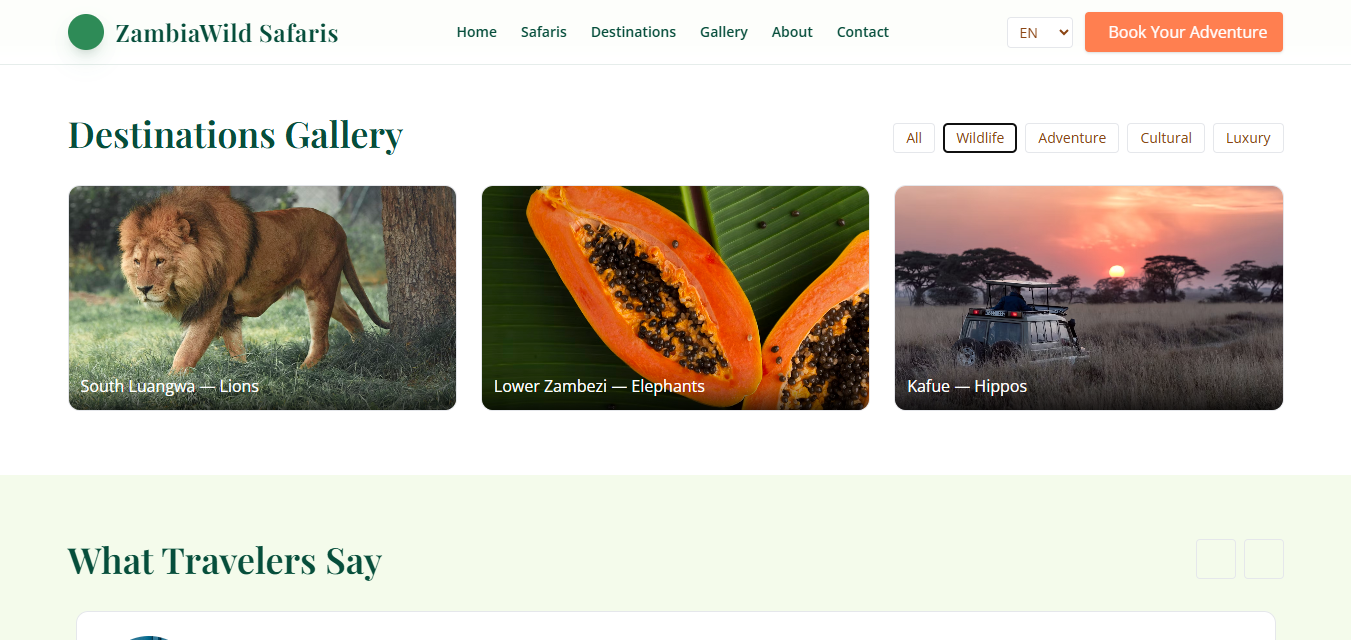 ZambiaWild Safaris
Home Safaris Destinations Gallery About Contact
EN
Book Your Adventure
Destinations Gallery
All Wildlife Adventure Cultural Luxury
South Luangwa — Lions
Lower Zambezi — Elephants
Kafue — Hippos
What Travelers Say